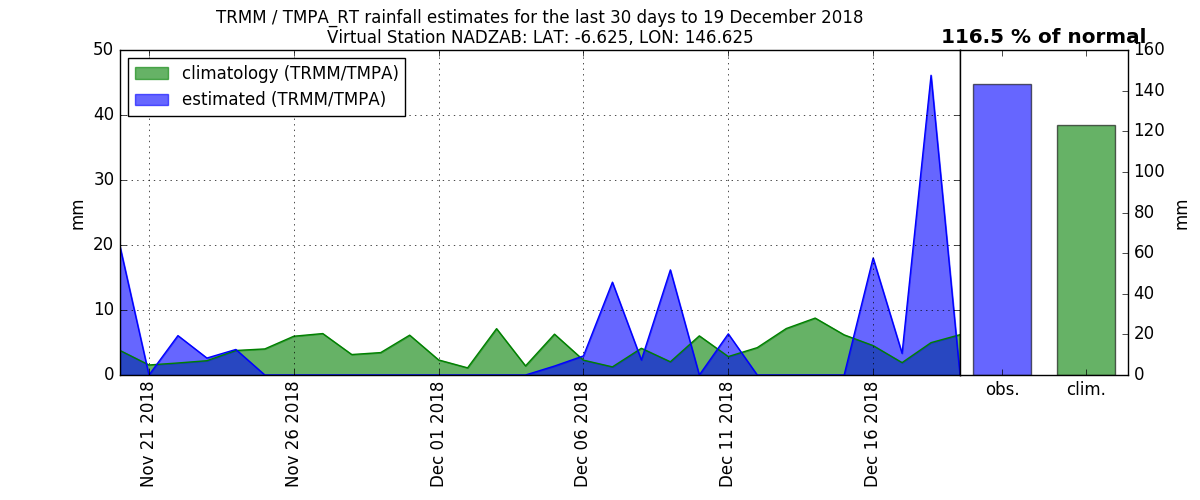 TRMM / TMPA_RT rainfall estimates for the last 30 days to 19 December 2018
Virtual Station NADZAB: LAT: -6.625, LON: 146.625
116.5 % of normal
climatology (TRMM/TMPA)
estimated (TRMM/TMPA)
50
40
30
20
10
0
mm
160
140
120
100
80
60
40
20
0
mm
Nov 21 2018
Nov 26 2018
Dec 01 2018
Dec 06 2018
Dec 11 2018
Dec 16 2018
obs.
clim.